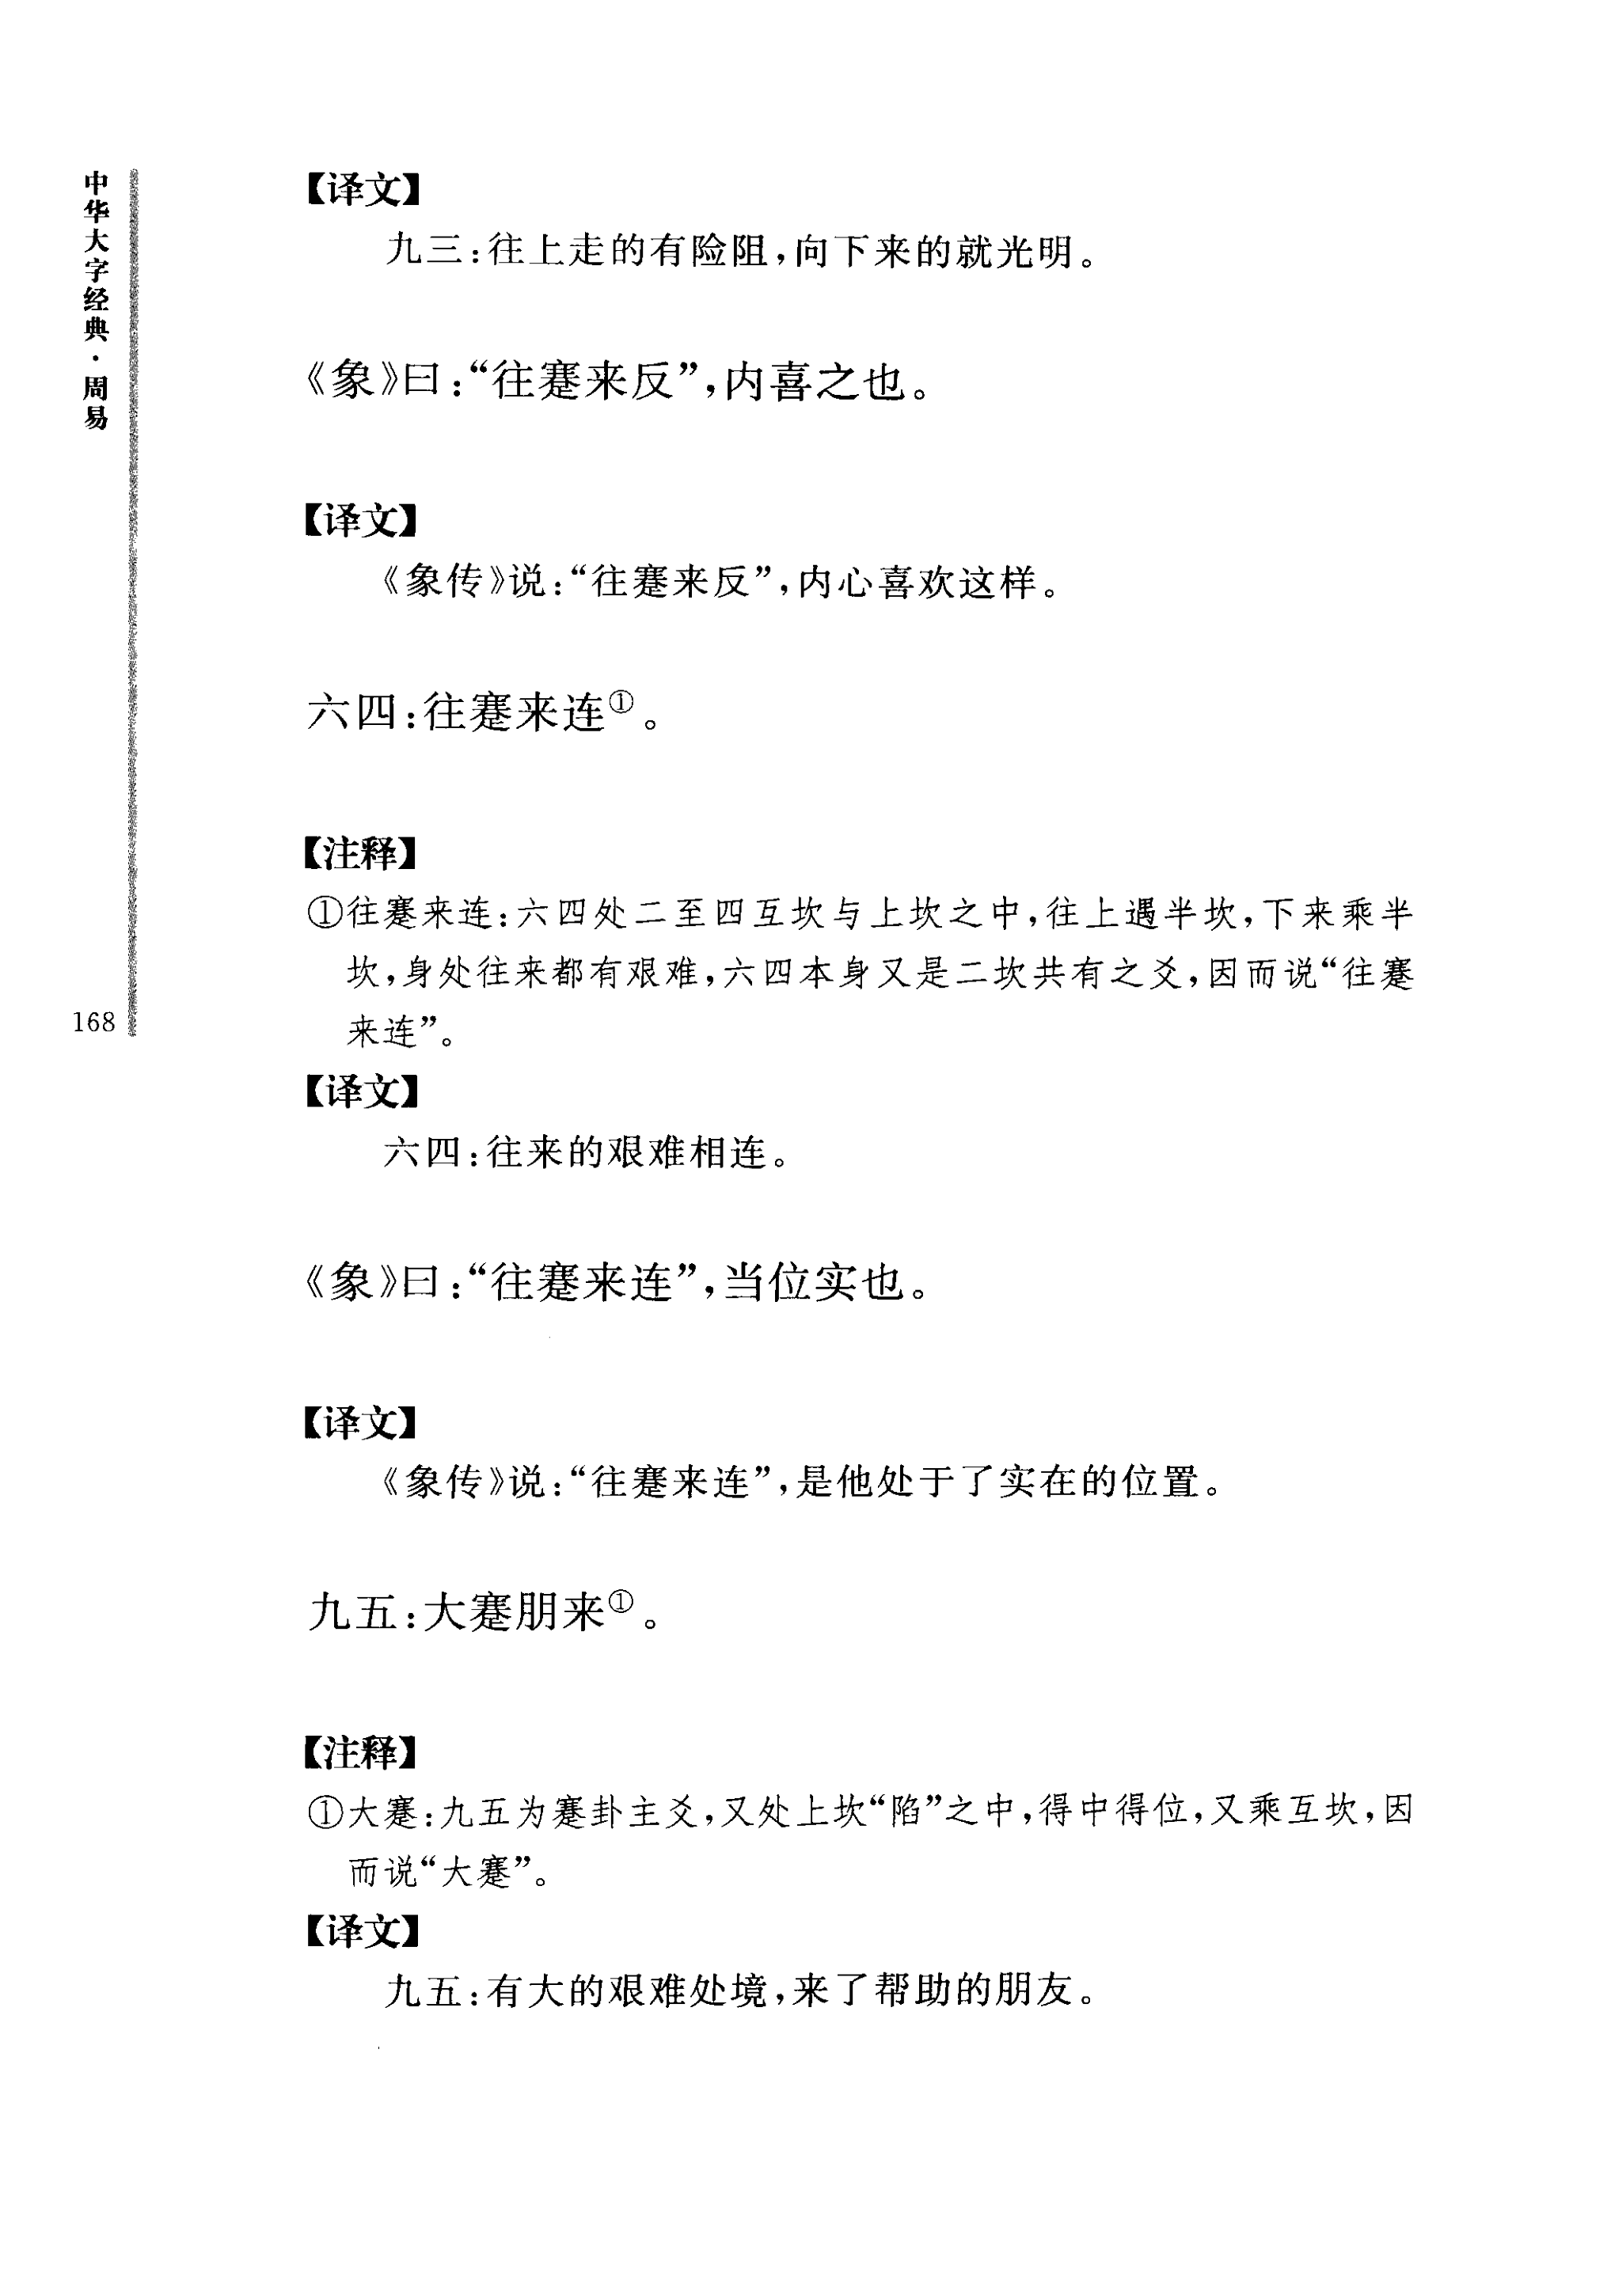 中华大字经典·周易
168
【译文】
九三:往上走的有险阻,向下来的就光明。
《象》曰:“往蹇来反”,内喜之也。
【译文】
《象传》说:“往蹇来反”,内心喜欢这样。
六四:往蹇来连①。
【注释】
①往蹇来连:六四处二至四互坎与上坎之中,往上遇半坎,下来乘半
坎,身处往来都有艰难,六四本身又是二坎共有之爻,因而说“往蹇
来连”。
【译文】
六四:往来的艰难相连。
《象》曰:“往蹇来连”,当位实也。
【译文】
《象传》说:“往蹇来连”,是他处于了实在的位置。
九五:大蹇朋来①。
【注释】
①大蹇:九五为蹇卦主爻,又处上坎“陷”之中,得中得位,又乘互坎,因
而说“大蹇”。
【译文】
九五:有大的艰难处境,来了帮助的朋友。